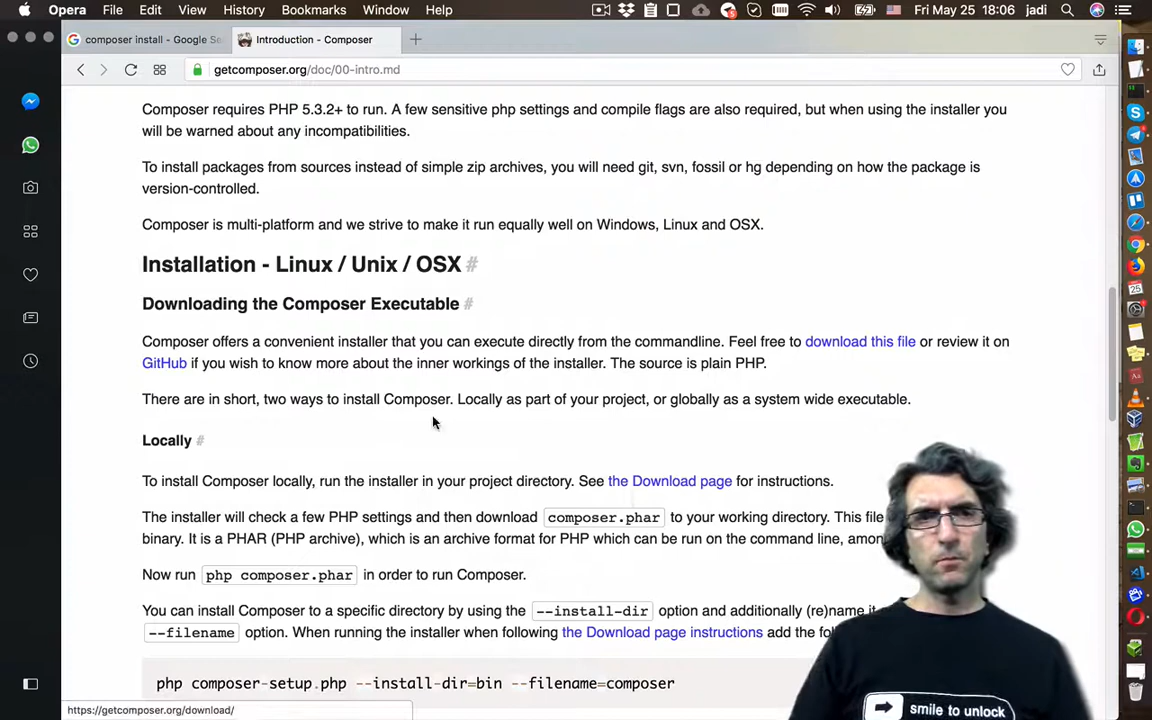 Opera File Edit View History Bookmarks Window Help Fri May 25 18:06 jadi
composer install - Google Se
Introduction - Composer
getcomposer.org/doc/00-intro.md
Composer requires PHP 5.3.2+ to run. A few sensitive php settings and compile flags are also required, but when using the installer you
will be warned about any incompatibilities.
To install packages from sources instead of simple zip archives, you will need git, svn, fossil or hg depending on how the package is
version-controlled.
Composer is multi-platform and we strive to make it run equally well on Windows, Linux and OSX.
Installation - Linux / Unix / OSX #
Downloading the Composer Executable #
Composer offers a convenient installer that you can execute directly from the commandline. Feel free to download this file or review it on
GitHub if you wish to know more about the inner workings of the installer. The source is plain PHP.
There are in short, two ways to install Composer. Locally as part of your project, or globally as a system wide executable.
Locally #
To install Composer locally, run the installer in your project directory. See the Download page for instructions.
The installer will check a few PHP settings and then download composer.phar to your working directory. This file
binary. It is a PHAR (PHP archive), which is an archive format for PHP which can be run on the command line, amon
Now run php composer.phar in order to run Composer.
You can install Composer to a specific directory by using the --install-dir option and additionally (re)name it
--filename option. When running the installer when following the Download page instructions add the fol
php composer-setup.php --install-dir=bin --filename=composer
smile to unlock
https://getcomposer.org/download/